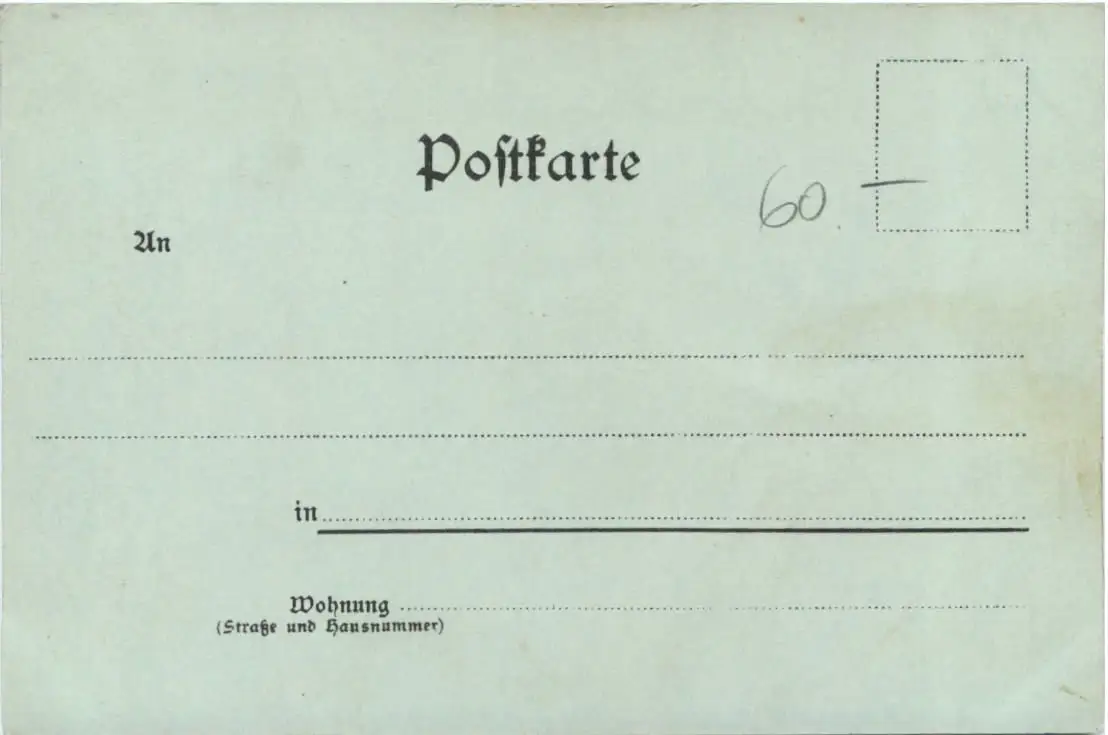 Poſtkarte
60.—
An
in
Wohnung
(Straße und Hausnummer)